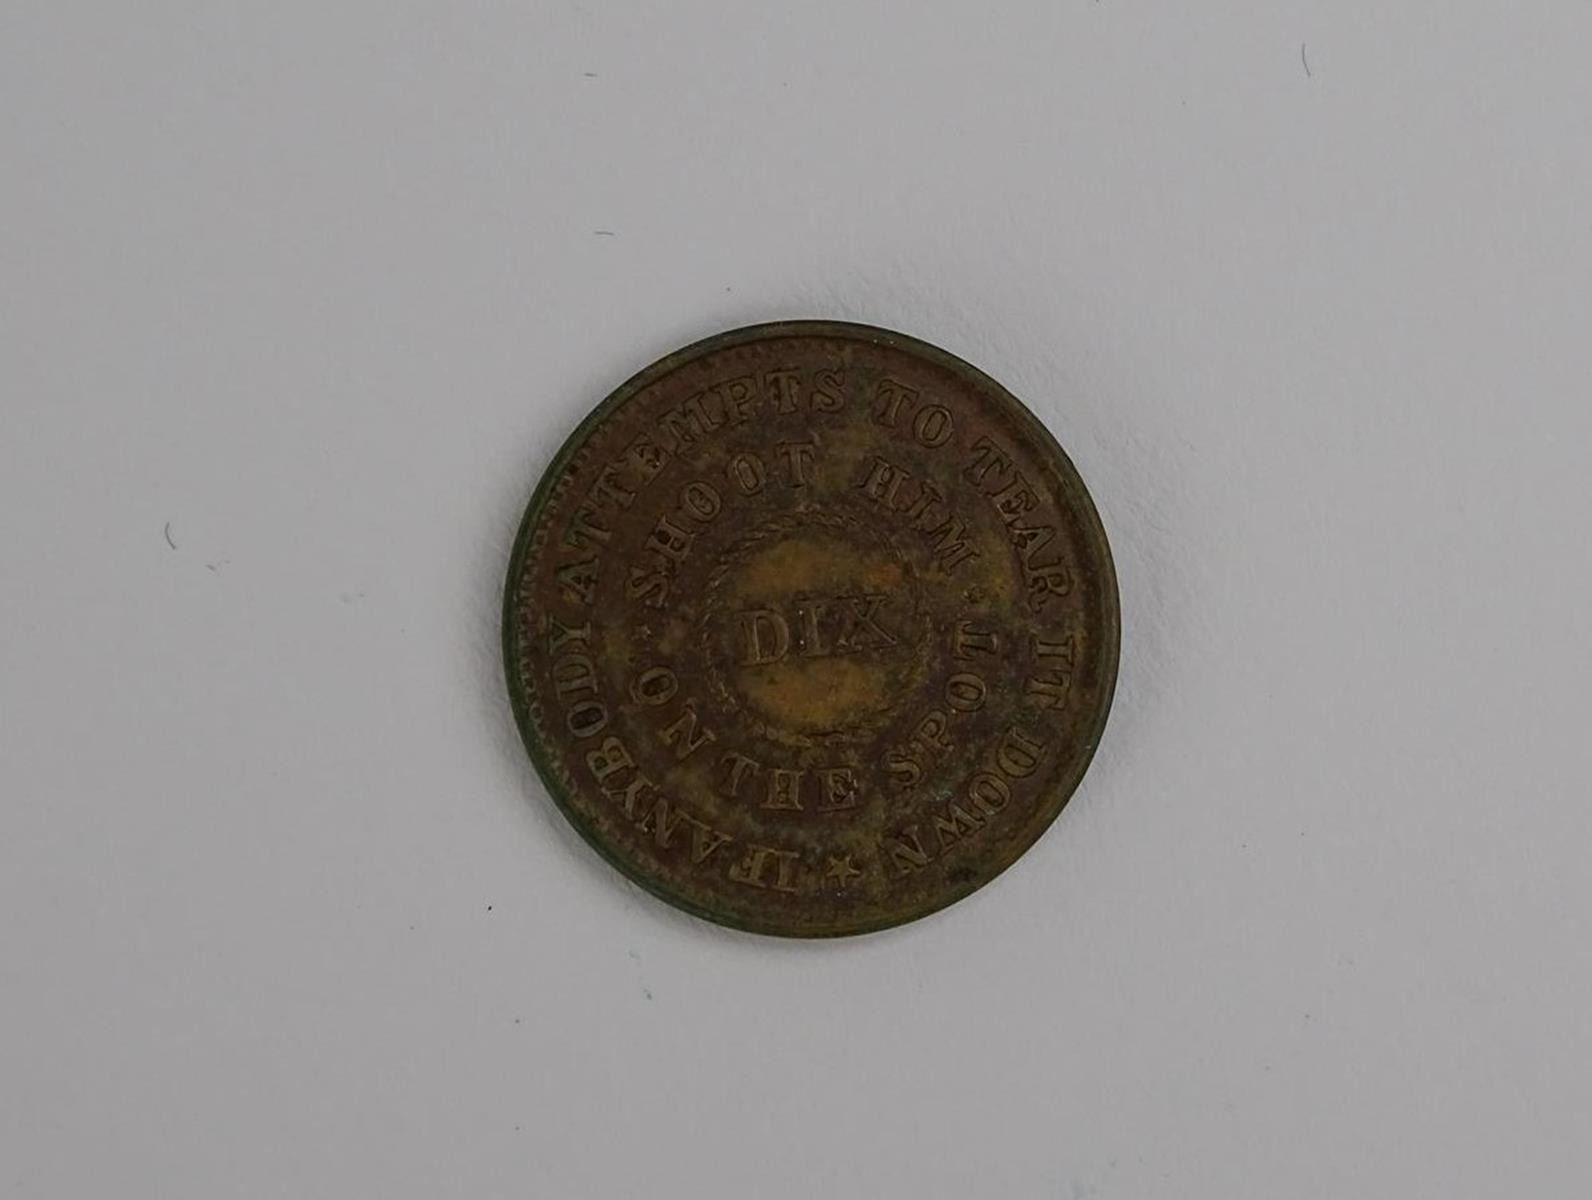 IF ANYBODY ATTEMPTS TO TEAR IT DOWN
SHOOT HIM ON THE SPOT
DIX